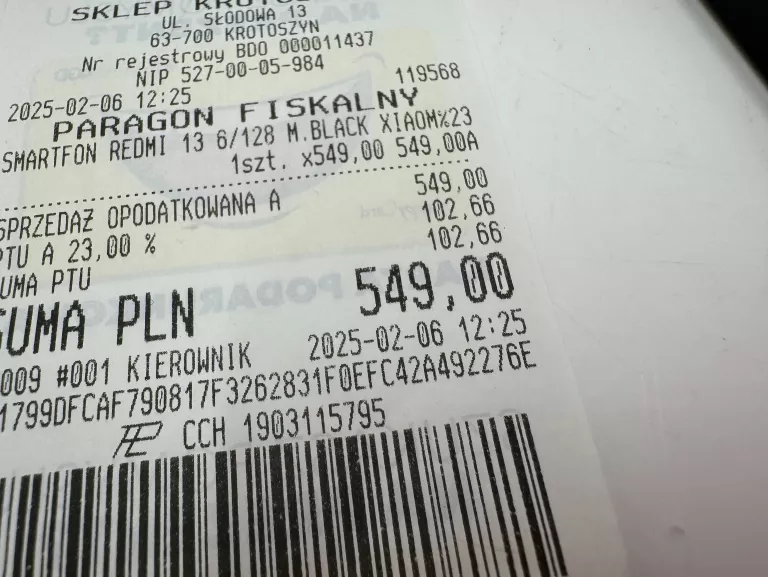 SKLEP
UL. SŁODOWA 13
63-700 KROTOSZYN
Nr rejestrowy BDO 000011437
NIP 527-00-05-984
2025-02-06 12:25 119568
PARAGON FISKALNY
SMARTFON REDMI 13 6/128 M.BLACK XIAOM%23
1szt. x549,00 549,00A
SPRZEDAŻ OPODATKOWANA A 549,00
PTU A 23,00 % 102,66
SUMA PTU 102,66
SUMA PLN 549,00
009 #001 KIEROWNIK 2025-02-06 12:25
1799DFCAF790817F3262831F0EFC42A492276E
CCH 1903115795